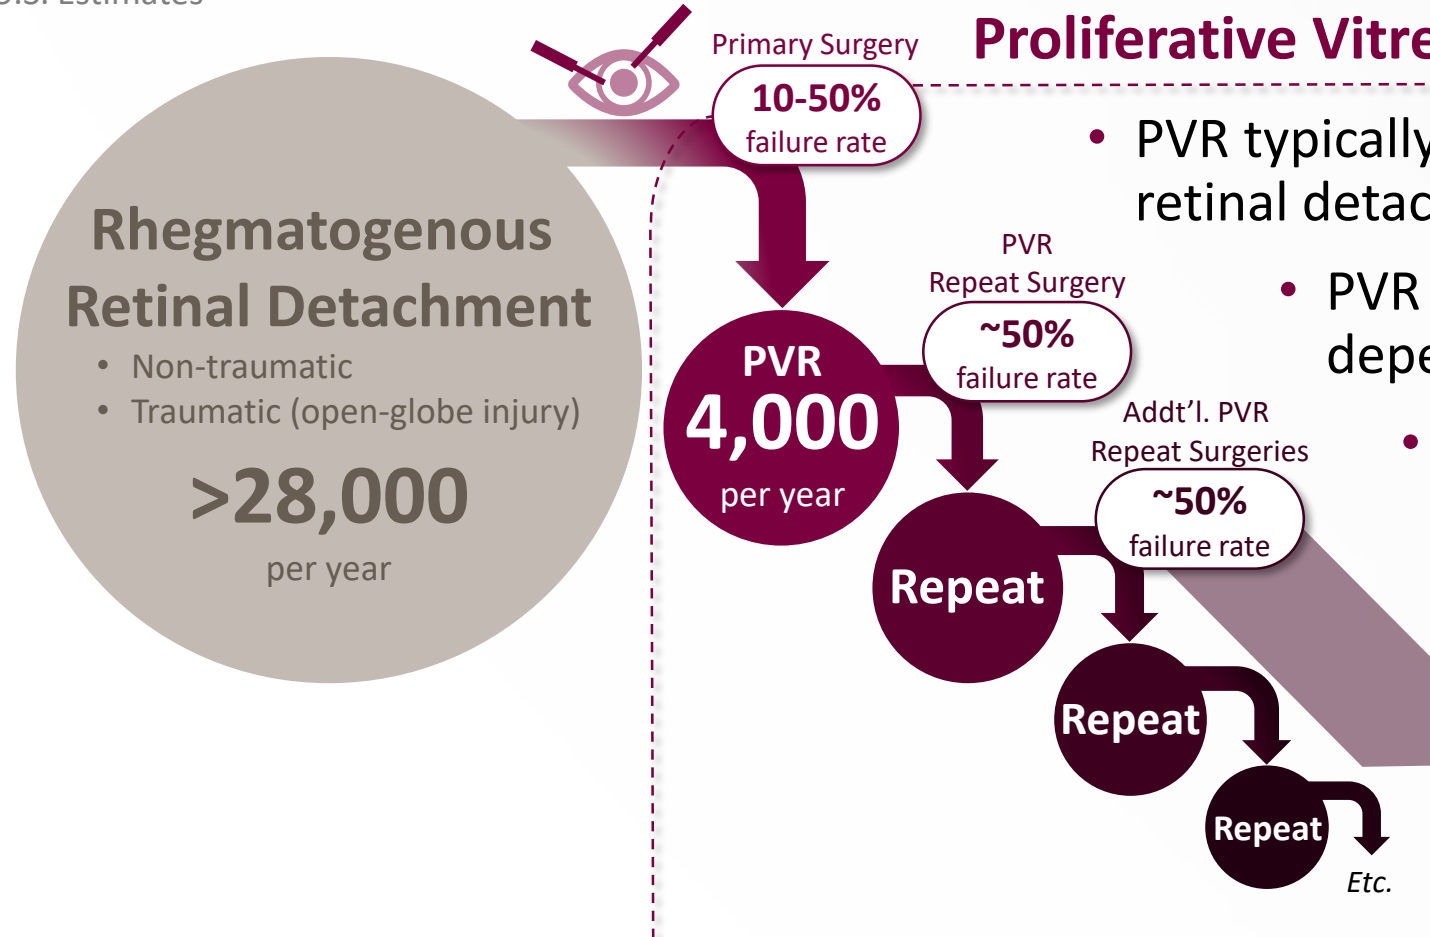 U.S. Estimates
Primary Surgery
10-50%
failure rate
Proliferative Vitre
• PVR typically
retinal detac
Rhegmatogenous
Retinal Detachment
• Non-traumatic
• Traumatic (open-globe injury)
>28,000
per year
PVR
Repeat Surgery
~50%
failure rate
• PVR
depe
PVR
4,000
per year
Addt’l. PVR
Repeat Surgeries
~50%
failure rate
•
Repeat
Repeat
Repeat
Etc.